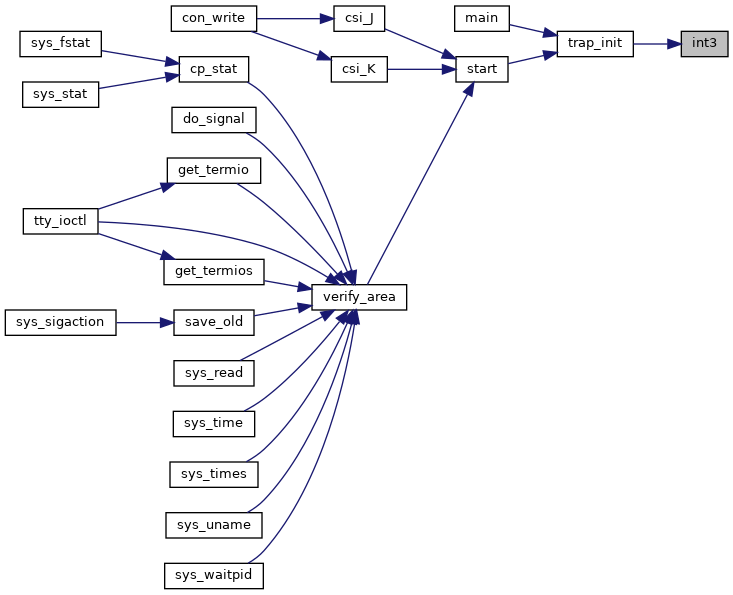 con_write
csi_J
main
sys_fstat
trap_init
int3
cp_stat
csi_K
start
sys_stat
do_signal
get_termio
tty_ioctl
get_termios
verify_area
sys_sigaction
save_old
sys_read
sys_time
sys_times
sys_uname
sys_waitpid